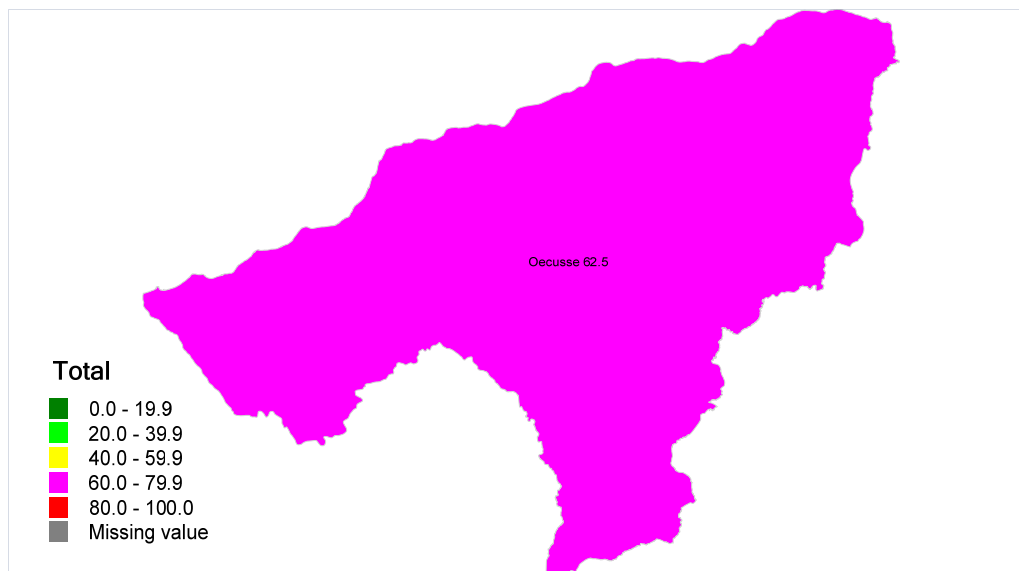 Oecusse 62.5
Total
0.0 - 19.9
20.0 - 39.9
40.0 - 59.9
60.0 - 79.9
80.0 - 100.0
Missing value